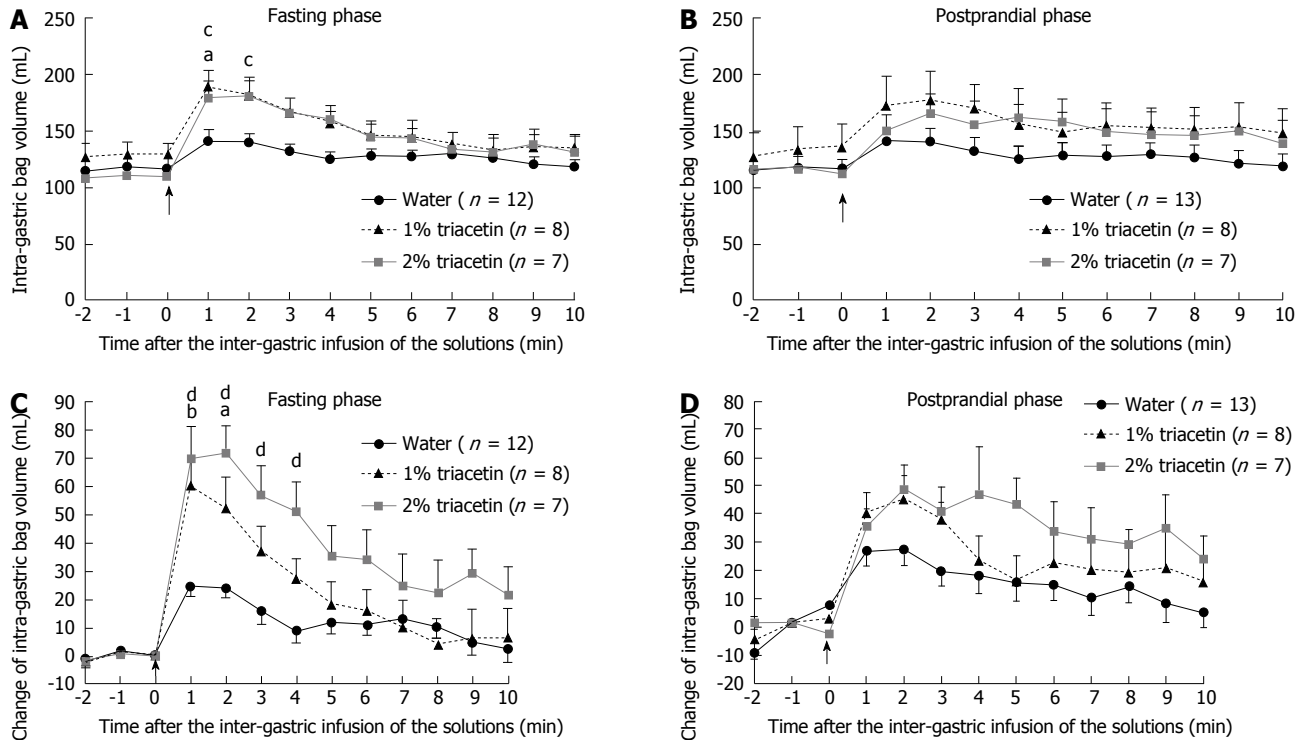 A
Fasting phase
250
200
150
100
50
0
Intra-gastric bag volume (mL)
c
a
c
Water ( n = 12)
1% triacetin (n = 8)
2% triacetin (n = 7)
-2 -1 0 1 2 3 4 5 6 7 8 9 10
Time after the inter-gastric infusion of the solutions (min)
B
Postprandial phase
250
200
150
100
50
0
Intra-gastric bag volume (mL)
Water ( n = 13)
1% triacetin (n = 8)
2% triacetin (n = 7)
-2 -1 0 1 2 3 4 5 6 7 8 9 10
Time after the inter-gastric infusion of the solutions (min)
C
Fasting phase
90
80
70
60
50
40
30
20
10
0
-10
Change of intra-gastric bag volume (mL)
d
b
d
a
d
d
Water ( n = 12)
1% triacetin (n = 8)
2% triacetin (n = 7)
-2 -1 0 1 2 3 4 5 6 7 8 9 10
Time after the inter-gastric infusion of the solutions (min)
D
Postprandial phase
80
70
60
50
40
30
20
10
0
-10
-20
Change of intra-gastric bag volume (mL)
Water ( n = 13)
1% triacetin (n = 8)
2% triacetin (n = 7)
-2 -1 0 1 2 3 4 5 6 7 8 9 10
Time after the inter-gastric infusion of the solutions (min)